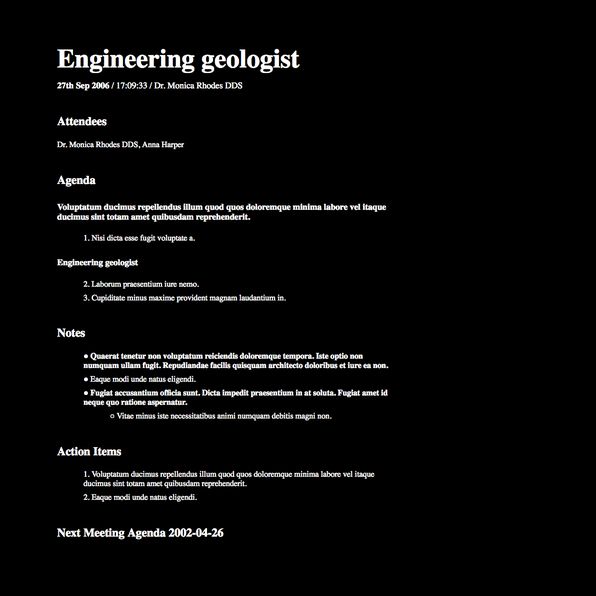 Engineering geologist
27th Sep 2006 / 17:09:33 / Dr. Monica Rhodes DDS
Attendees
Dr. Monica Rhodes DDS, Anna Harper
Agenda
Voluptatum ducimus repellendus illum quod quos doloremque minima labore vel itaque
ducimus sint totam amet quibusdam reprehenderit.
1. Nisi dicta esse fugit voluptate a.
Engineering geologist
2. Laborum praesentium iure nemo.
3. Cupiditate minus maxime provident magnam laudantium in.
Notes
● Quaerat tenetur non voluptatum reiciendis doloremque tempora. Iste optio non
numquam ullam fugit. Repudiandae facilis quisquam architecto doloribus et iure ea non.
● Eaque modi unde natus eligendi.
● Fugiat accusantium officia sunt. Dicta impedit praesentium in at soluta. Fugiat amet id
neque quo ratione aspernatur.
○ Vitae minus iste necessitatibus animi numquam debitis magni non.
Action Items
1. Voluptatum ducimus repellendus illum quod quos doloremque minima labore vel itaque
ducimus sint totam amet quibusdam reprehenderit.
2. Eaque modi unde natus eligendi.
Next Meeting Agenda 2002-04-26